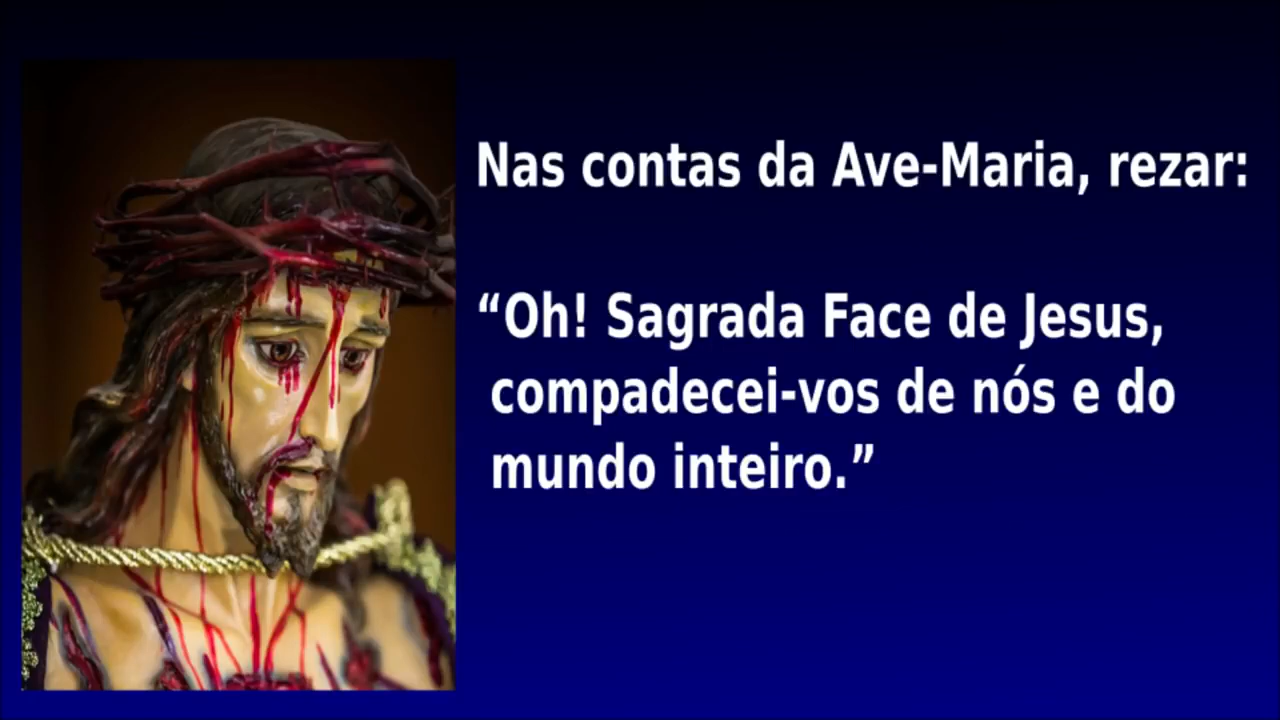 Nas contas da Ave-Maria, rezar:
“Oh! Sagrada Face de Jesus,
compadecei-vos de nós e do
mundo inteiro.”